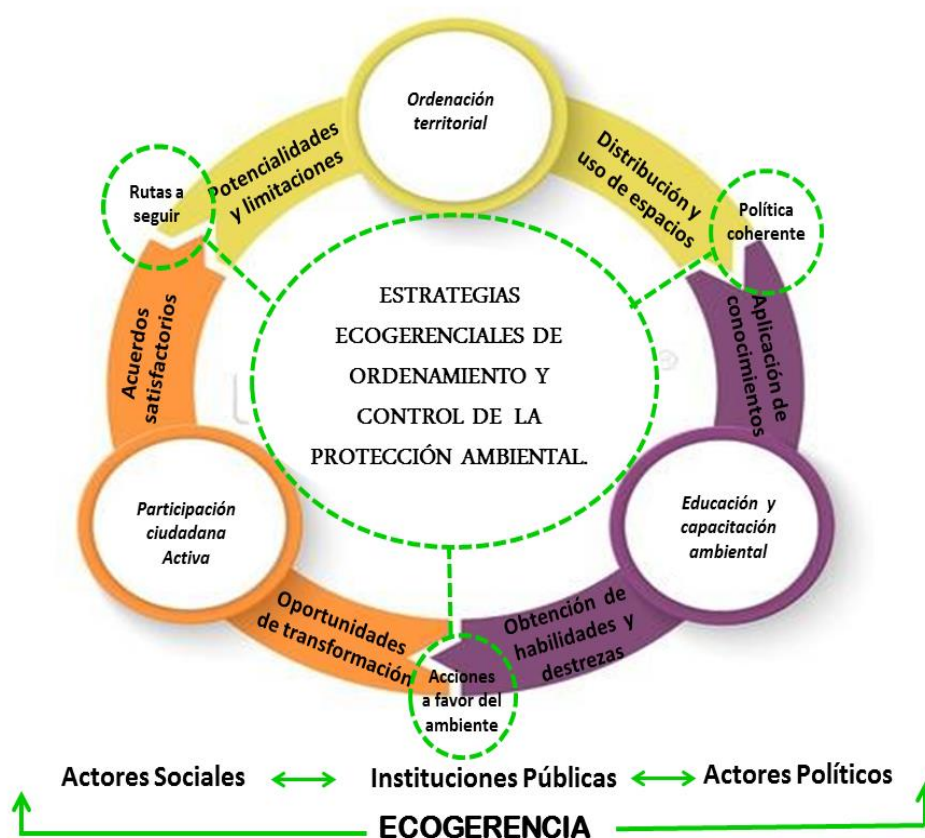 Ordenación
territorial
Potencialidades
y limitaciones
Distribución y
uso de espacios
Rutas a
seguir
Política
coherente
ESTRATEGIAS
ECOGERENCIALES DE
ORDENAMIENTO Y
CONTROL DE LA
PROTECCIÓN AMBIENTAL.
Acuerdos
satisfactorios
Aplicación de
conocimientos
Participación
ciudadana
Activa
Educación y
capacitación
ambiental
Oportunidades
de transformación
Obtención de
habilidades y
destrezas
Acciones
a favor del
ambiente
Actores Sociales
Instituciones Públicas
Actores Políticos
ECOGERENCIA